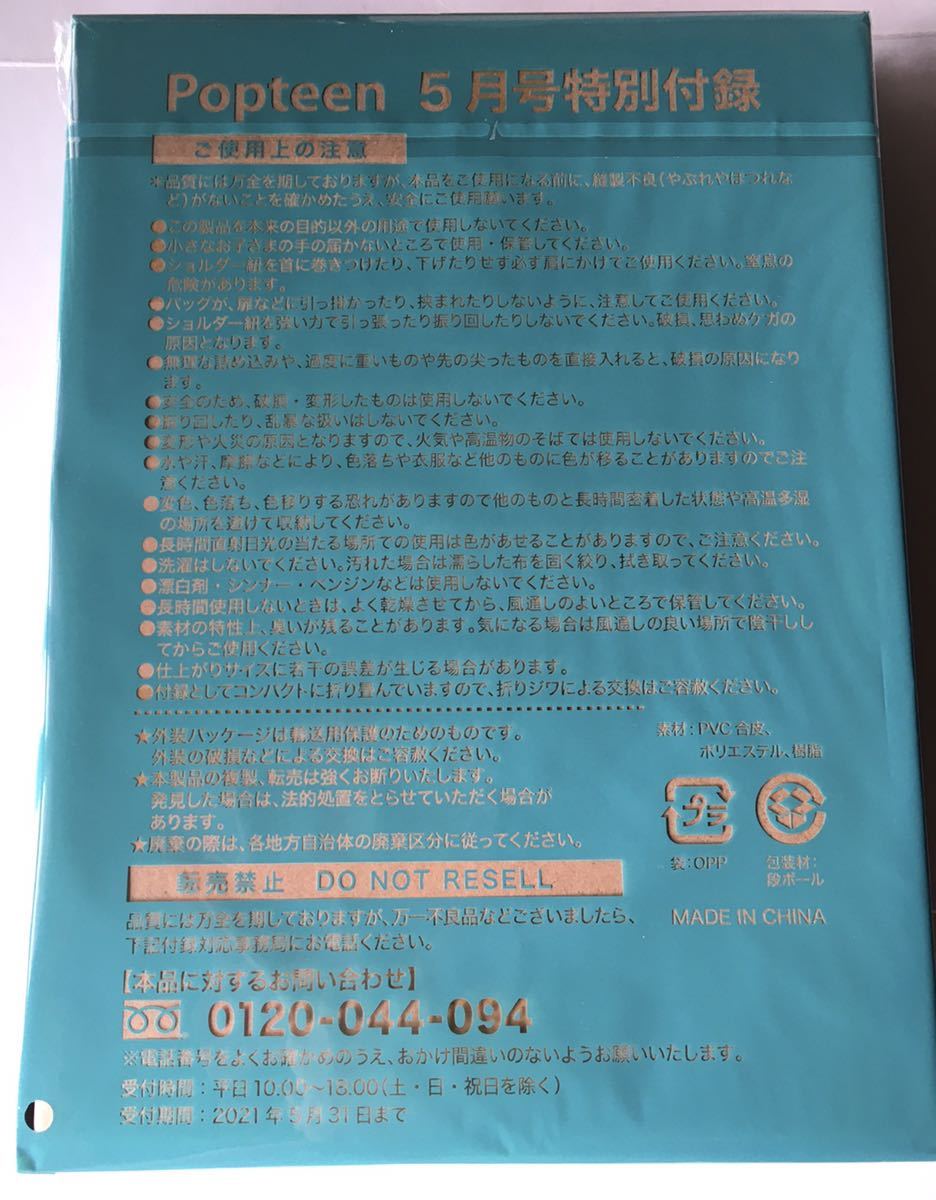 Popteen 5月号特別付録
ご使用上の注意
＊品質には万全を期しておりますが、本品をご使用になる前に、縫製不良(やぶれやほつれな
ど)がないことを確かめたうえ、安全にご使用願います。
●この製品を本来の目的以外の用途で使用しないでください。
●小さなお子さまの手の届かないところで使用・保管してください。
●ショルダー紐を首に巻きつけたり、下げたりせず必ず肩にかけてご使用ください。窒息の
危険があります。
●バッグが、扉などに引っ掛かったり、挟まれたりしないように、注意してご使用ください。
●ショルダー紐を強い力で引っ張ったり振り回したりしないでください。破損、思わぬケガの
原因となります。
●無理な詰め込みや、過度に重いものや先の尖ったものを直接入れると、破損の原因になり
ます。
●安全のため、破損・変形したものは使用しないでください。
●振り回したり、乱暴な扱いはしないでください。
●変形や火災の原因となりますので、火気や高温物のそばでは使用しないでください。
●水や汗、摩擦などにより、色落ちや衣服など他のものに色が移ることがありますのでご注
意ください。
●変色、色落ち、色移りする恐れがありますので他のものと長時間密着した状態や高温多湿
の場所を避けて収納してください。
●長時間直射日光の当たる場所での使用は色があせることがありますので、ご注意ください。
●洗濯はしないでください。汚れた場合は濡らした布を固く絞り、拭き取ってください。
●漂白剤・シンナー・ベンジンなどは使用しないでください。
●長時間使用しないときは、よく乾燥させてから、風通しのよいところで保管してください。
●素材の特性上、臭いが残ることがあります。気になる場合は風通しの良い場所で陰干しし
てからご使用ください。
●仕上がりサイズに若干の誤差が生じる場合があります。
●付録としてコンパクトに折り畳んでいますので、折りジワによる交換はご容赦ください。
★外装パッケージは輸送用保護のためのものです。
外装の破損などによる交換はご容赦ください。
★本製品の複製、転売は強くお断りいたします。
発見した場合は、法的処置をとらせていただく場合が
あります。
★廃棄の際は、各地方自治体の廃棄区分に従ってください。
素材：PVC合皮、
ポリエステル、樹脂
プラ
袋：OPP
包装材：
段ボール
転売禁止 DO NOT RESELL
MADE IN CHINA
品質には万全を期しておりますが、万一不良品などございましたら、
下記付録対応事務局にお電話ください。
【本品に対するお問い合わせ】
0120-044-094
※電話番号をよくお確かめのうえ、おかけ間違いのないようお願いいたします。
受付時間：平日10:00～18:00(土・日・祝日を除く)
受付期間：2021年5月31日まで